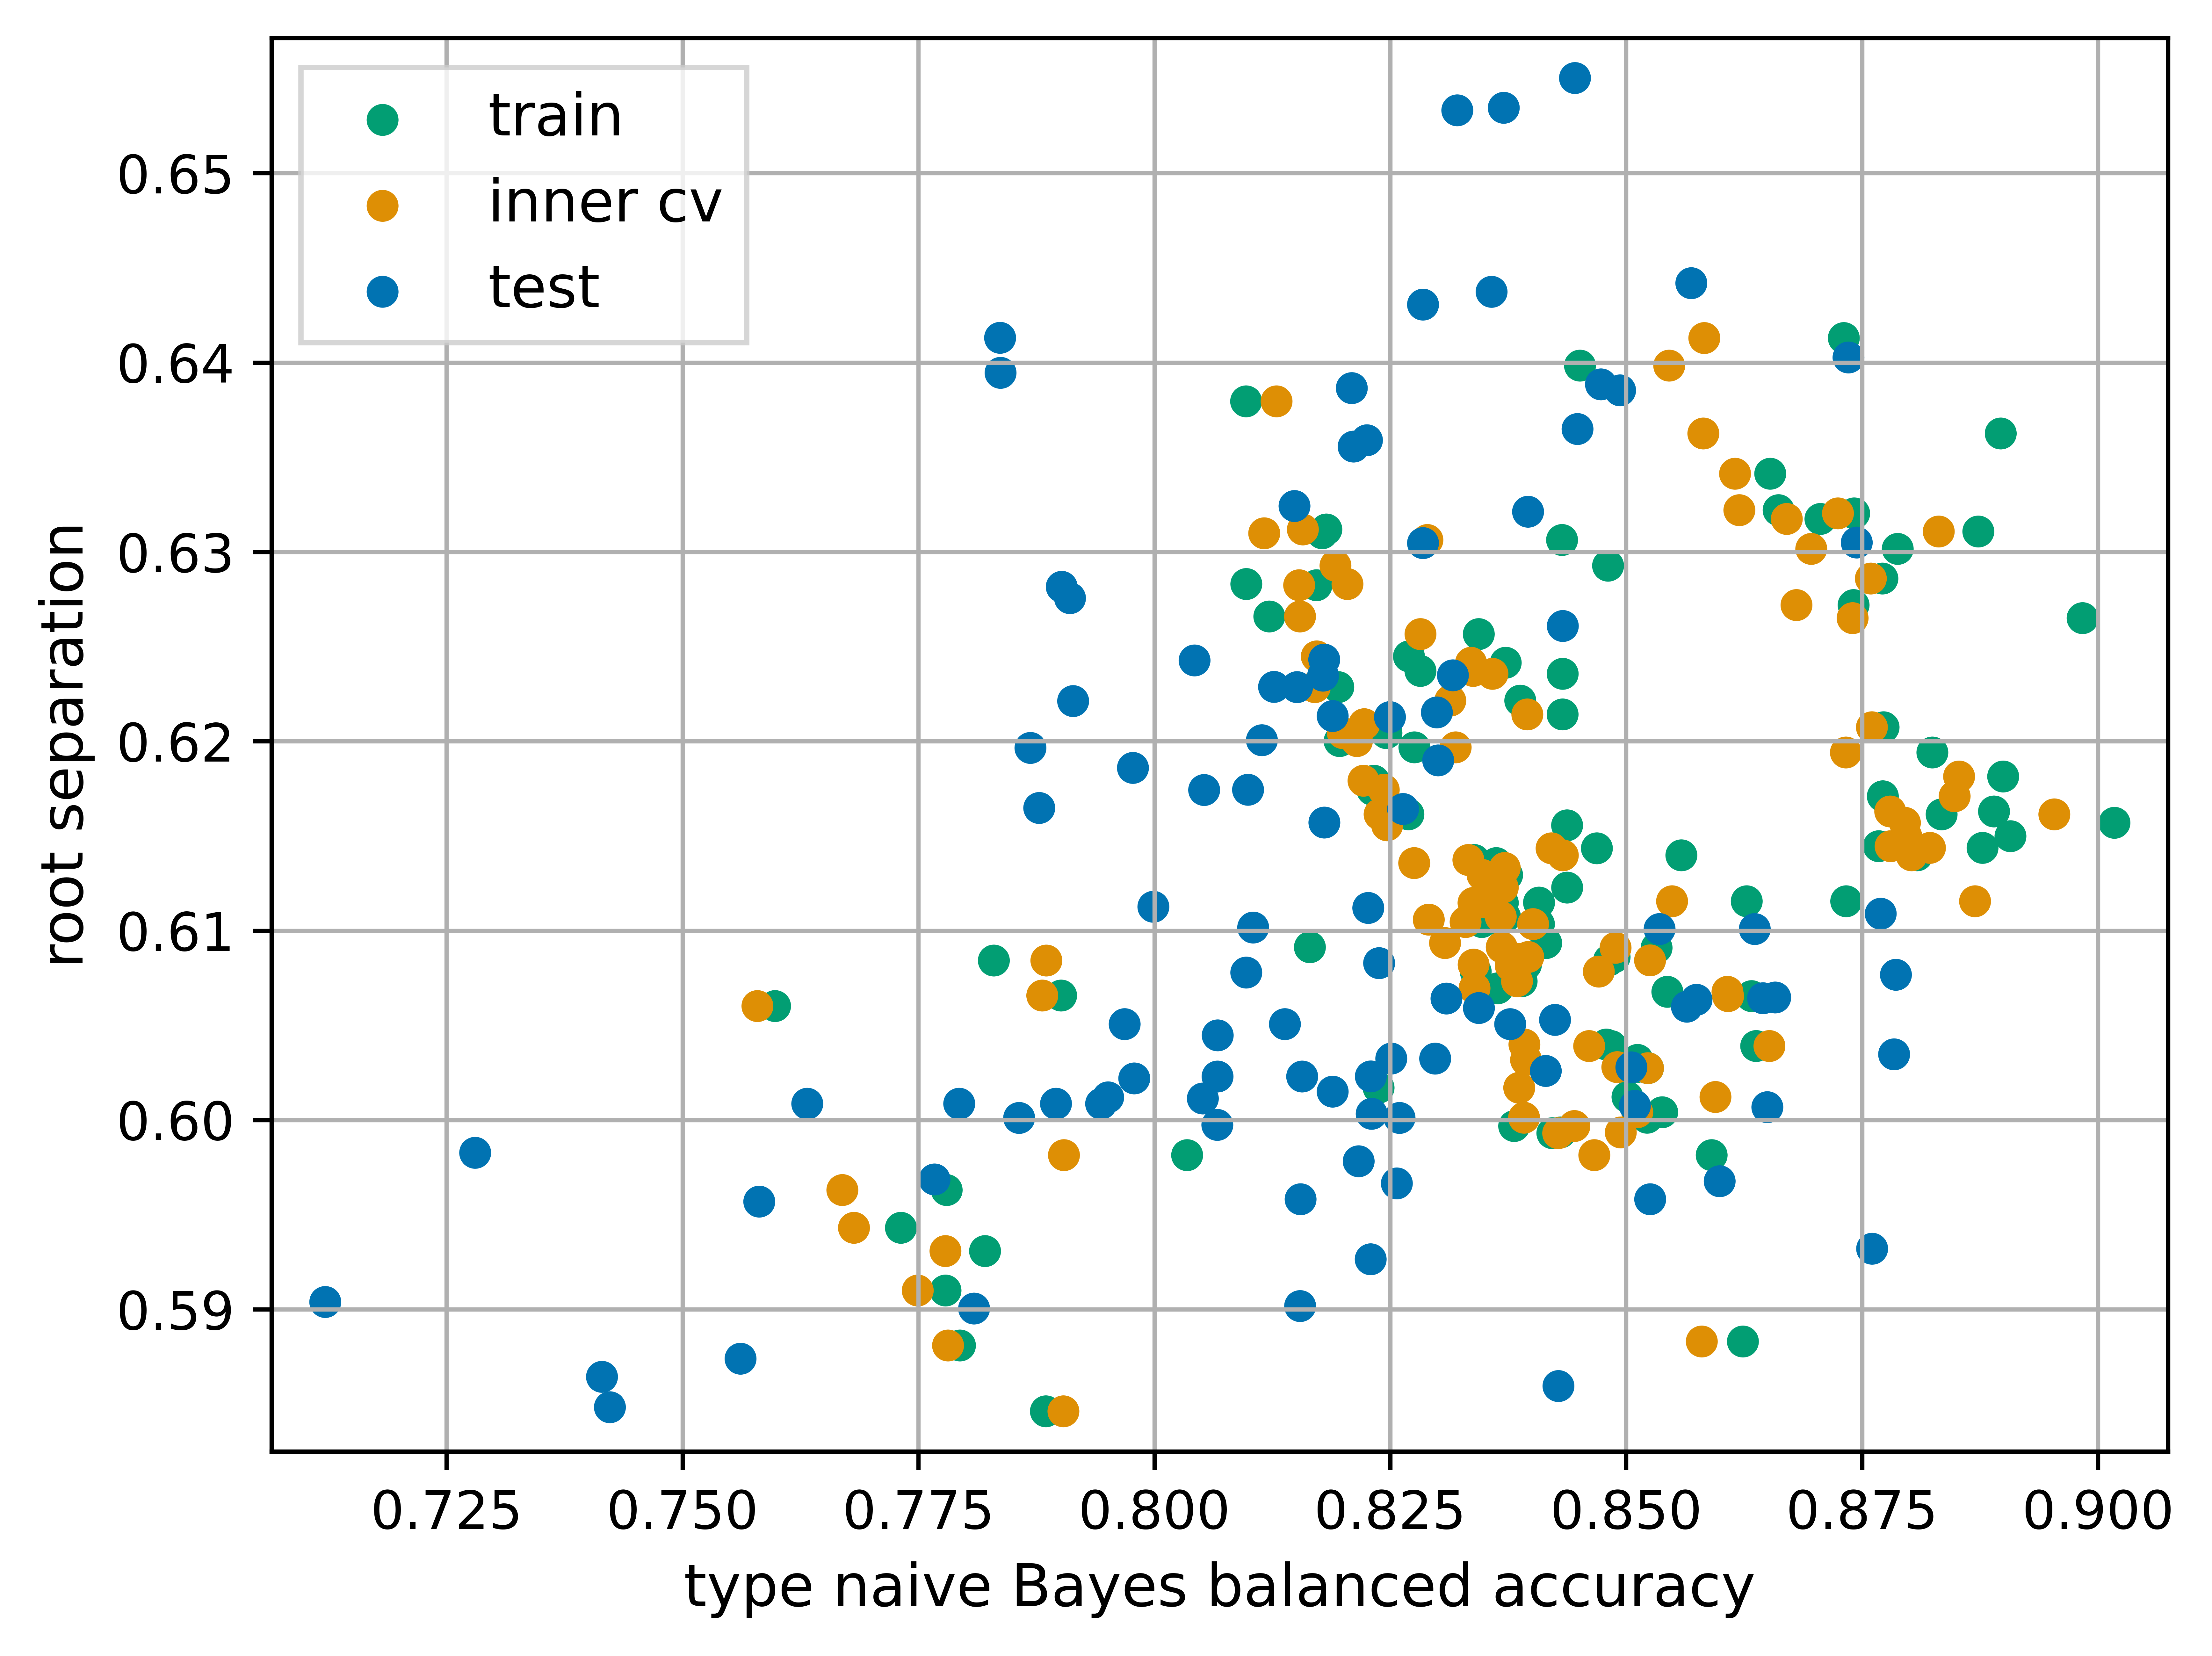 train
inner cv
test
0.65
0.64
0.63
0.62
0.61
0.60
0.59
root separation
0.725 0.750 0.775 0.800 0.825 0.850 0.875 0.900
type naive Bayes balanced accuracy